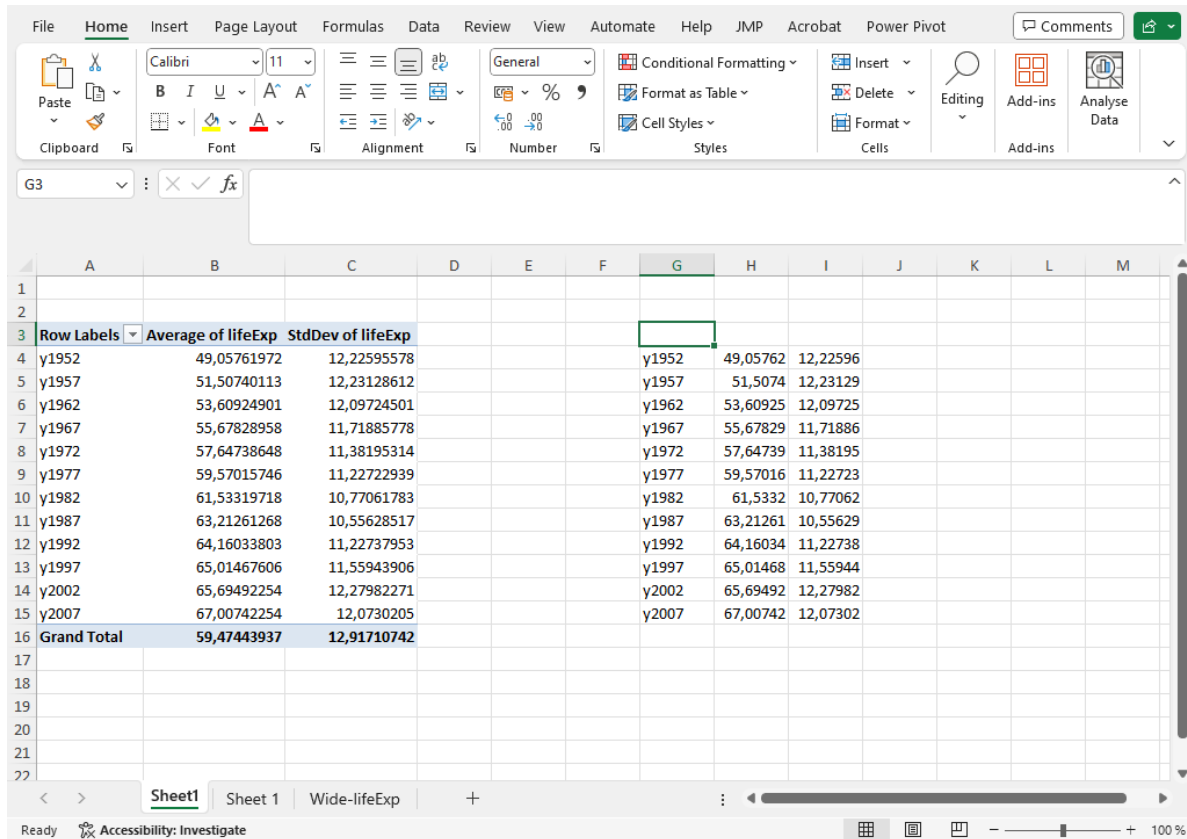 File Home Insert Page Layout Formulas Data Review View Automate Help JMP Acrobat Power Pivot Comments
Calibri 11 General Conditional Formatting Insert
Paste B I U A A % Format as Table Delete Editing Add-ins Analyse Data
A Cell Styles Format
Clipboard Font Alignment Number Styles Cells Add-ins
G3 fx
A B C D E F G H I J K L M
1
2
3 Row Labels Average of lifeExp StdDev of lifeExp
4 y1952 49,05761972 12,22595578 y1952 49,05762 12,22596
5 y1957 51,50740113 12,23128612 y1957 51,5074 12,23129
6 y1962 53,60924901 12,09724501 y1962 53,60925 12,09725
7 y1967 55,67828958 11,71885778 y1967 55,67829 11,71886
8 y1972 57,64738648 11,38195314 y1972 57,64739 11,38195
9 y1977 59,57015746 11,22722939 y1977 59,57016 11,22723
10 y1982 61,53319718 10,77061783 y1982 61,5332 10,77062
11 y1987 63,21261268 10,55628517 y1987 63,21261 10,55629
12 y1992 64,16033803 11,22737953 y1992 64,16034 11,22738
13 y1997 65,01467606 11,55943906 y1997 65,01468 11,55944
14 y2002 65,69492254 12,27982271 y2002 65,69492 12,27982
15 y2007 67,00742254 12,0730205 y2007 67,00742 12,07302
16 Grand Total 59,47443937 12,91710742
17
18
19
20
21
22
Sheet1 Sheet 1 Wide-lifeExp
Ready Accessibility: Investigate 100 %